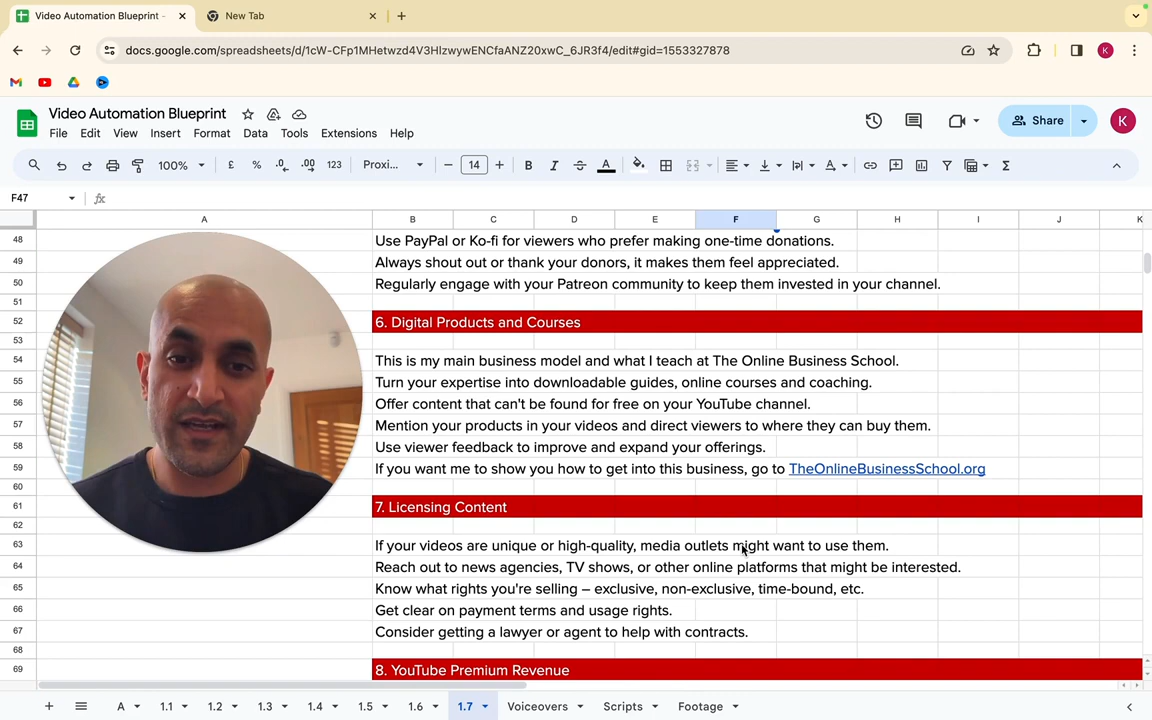 Video Automation Blueprint -
New Tab
docs.google.com/spreadsheets/d/1cW-CFp1MHetwzd4V3HIzwywENCfaANZ20xwC_6JR3f4/edit#gid=1553327878
K
Video Automation Blueprint
File Edit View Insert Format Data Tools Extensions Help
Share
K
100% £ % .0 .00 123 Proxi... 14 B I A
F47 fx
A B C D E F G H I J K
48 Use PayPal or Ko-fi for viewers who prefer making one-time donations.
49 Always shout out or thank your donors, it makes them feel appreciated.
50 Regularly engage with your Patreon community to keep them invested in your channel.
51
52 6. Digital Products and Courses
53
54 This is my main business model and what I teach at The Online Business School.
55 Turn your expertise into downloadable guides, online courses and coaching.
56 Offer content that can't be found for free on your YouTube channel.
57 Mention your products in your videos and direct viewers to where they can buy them.
58 Use viewer feedback to improve and expand your offerings.
59 If you want me to show you how to get into this business, go to TheOnlineBusinessSchool.org
60
61 7. Licensing Content
62
63 If your videos are unique or high-quality, media outlets might want to use them.
64 Reach out to news agencies, TV shows, or other online platforms that might be interested.
65 Know what rights you're selling – exclusive, non-exclusive, time-bound, etc.
66 Get clear on payment terms and usage rights.
67 Consider getting a lawyer or agent to help with contracts.
68
69 8. YouTube Premium Revenue
A 1.1 1.2 1.3 1.4 1.5 1.6 1.7 Voiceovers Scripts Footage